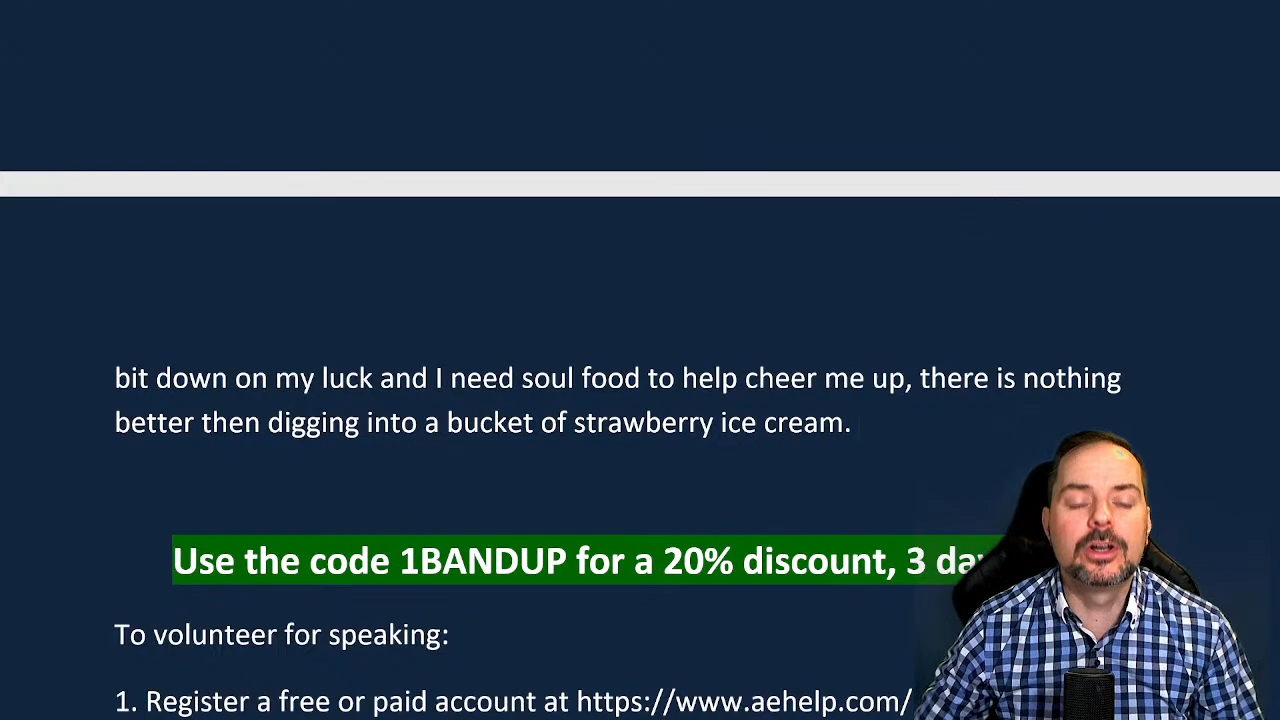 bit down on my luck and I need soul food to help cheer me up, there is nothing
better then digging into a bucket of strawberry ice cream.
Use the code 1BANDUP for a 20% discount, 3
To volunteer for speaking:
1. Register a free or paid account at https://www.aehelp.com/